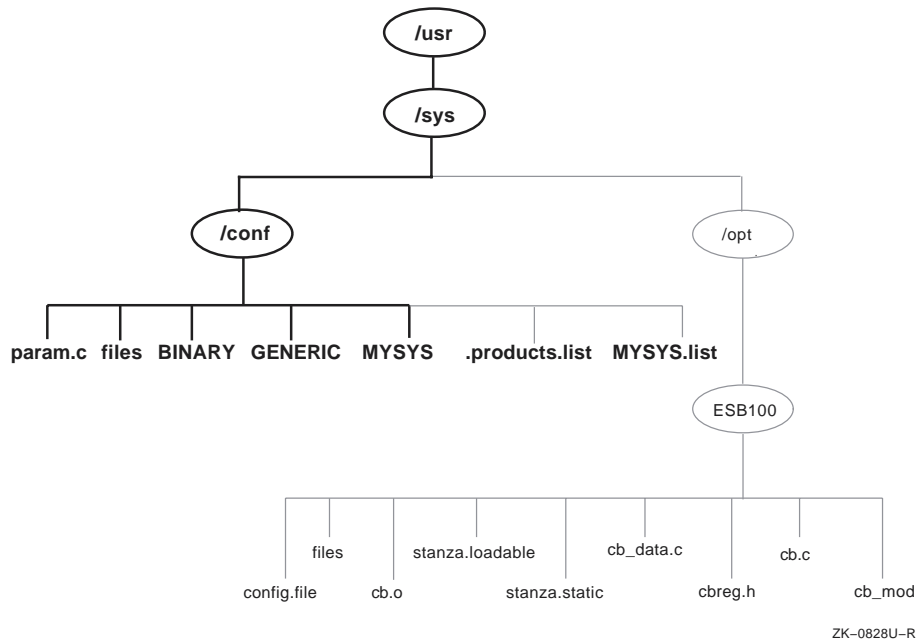 /usr
/sys
/conf
/opt
param.c files BINARY GENERIC MYSYS .products.list MYSYS.list
ESB100
files stanza.loadable cb_data.c cb.c
config.file cb.o stanza.static cbreg.h cb_mod
ZK–0828U–R